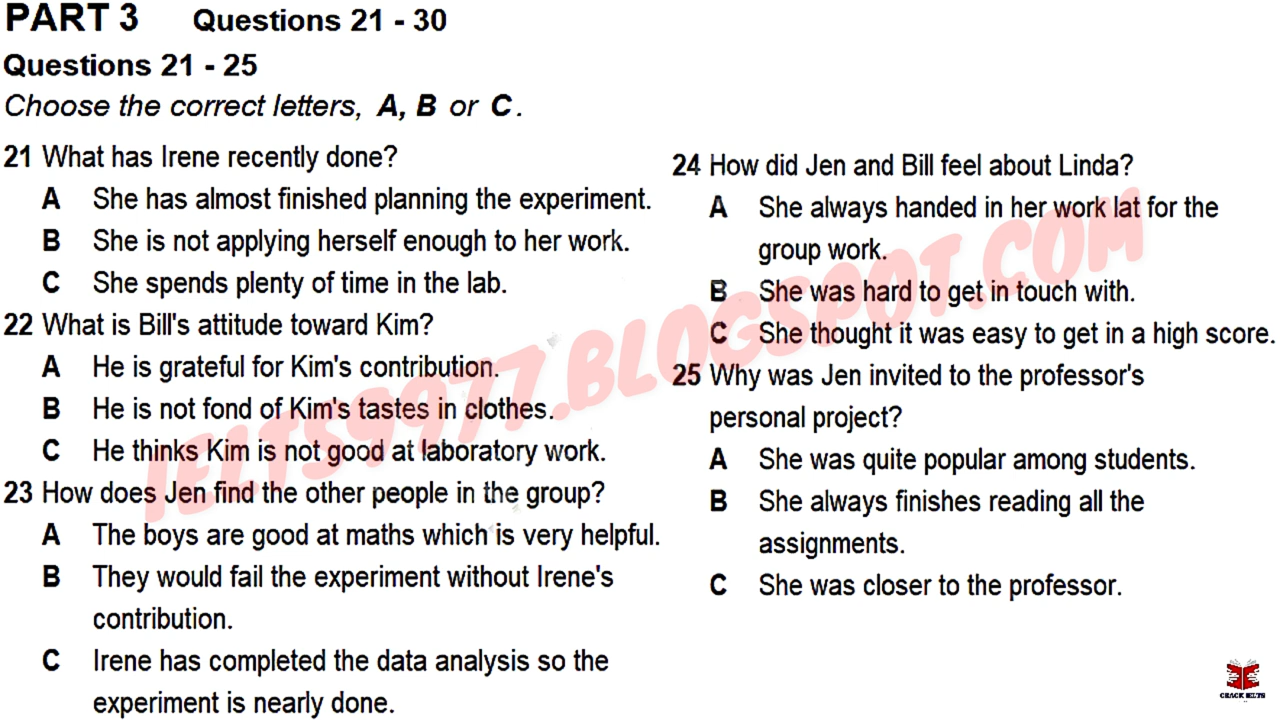 PART 3 Questions 21 - 30
Questions 21 - 25
Choose the correct letters, A, B or C.
21 What has Irene recently done?
A She has almost finished planning the experiment.
B She is not applying herself enough to her work.
C She spends plenty of time in the lab.
22 What is Bill's attitude toward Kim?
A He is grateful for Kim's contribution.
B He is not fond of Kim's tastes in clothes.
C He thinks Kim is not good at laboratory work.
23 How does Jen find the other people in the group?
A The boys are good at maths which is very helpful.
B They would fail the experiment without Irene's
contribution.
C Irene has completed the data analysis so the
experiment is nearly done.
24 How did Jen and Bill feel about Linda?
A She always handed in her work lat for the
group work.
B She was hard to get in touch with.
C She thought it was easy to get in a high score.
25 Why was Jen invited to the professor's
personal project?
A She was quite popular among students.
B She always finishes reading all the
assignments.
C She was closer to the professor.
IELTS9977.BLOGSPOT.COM
CRACK IELTS